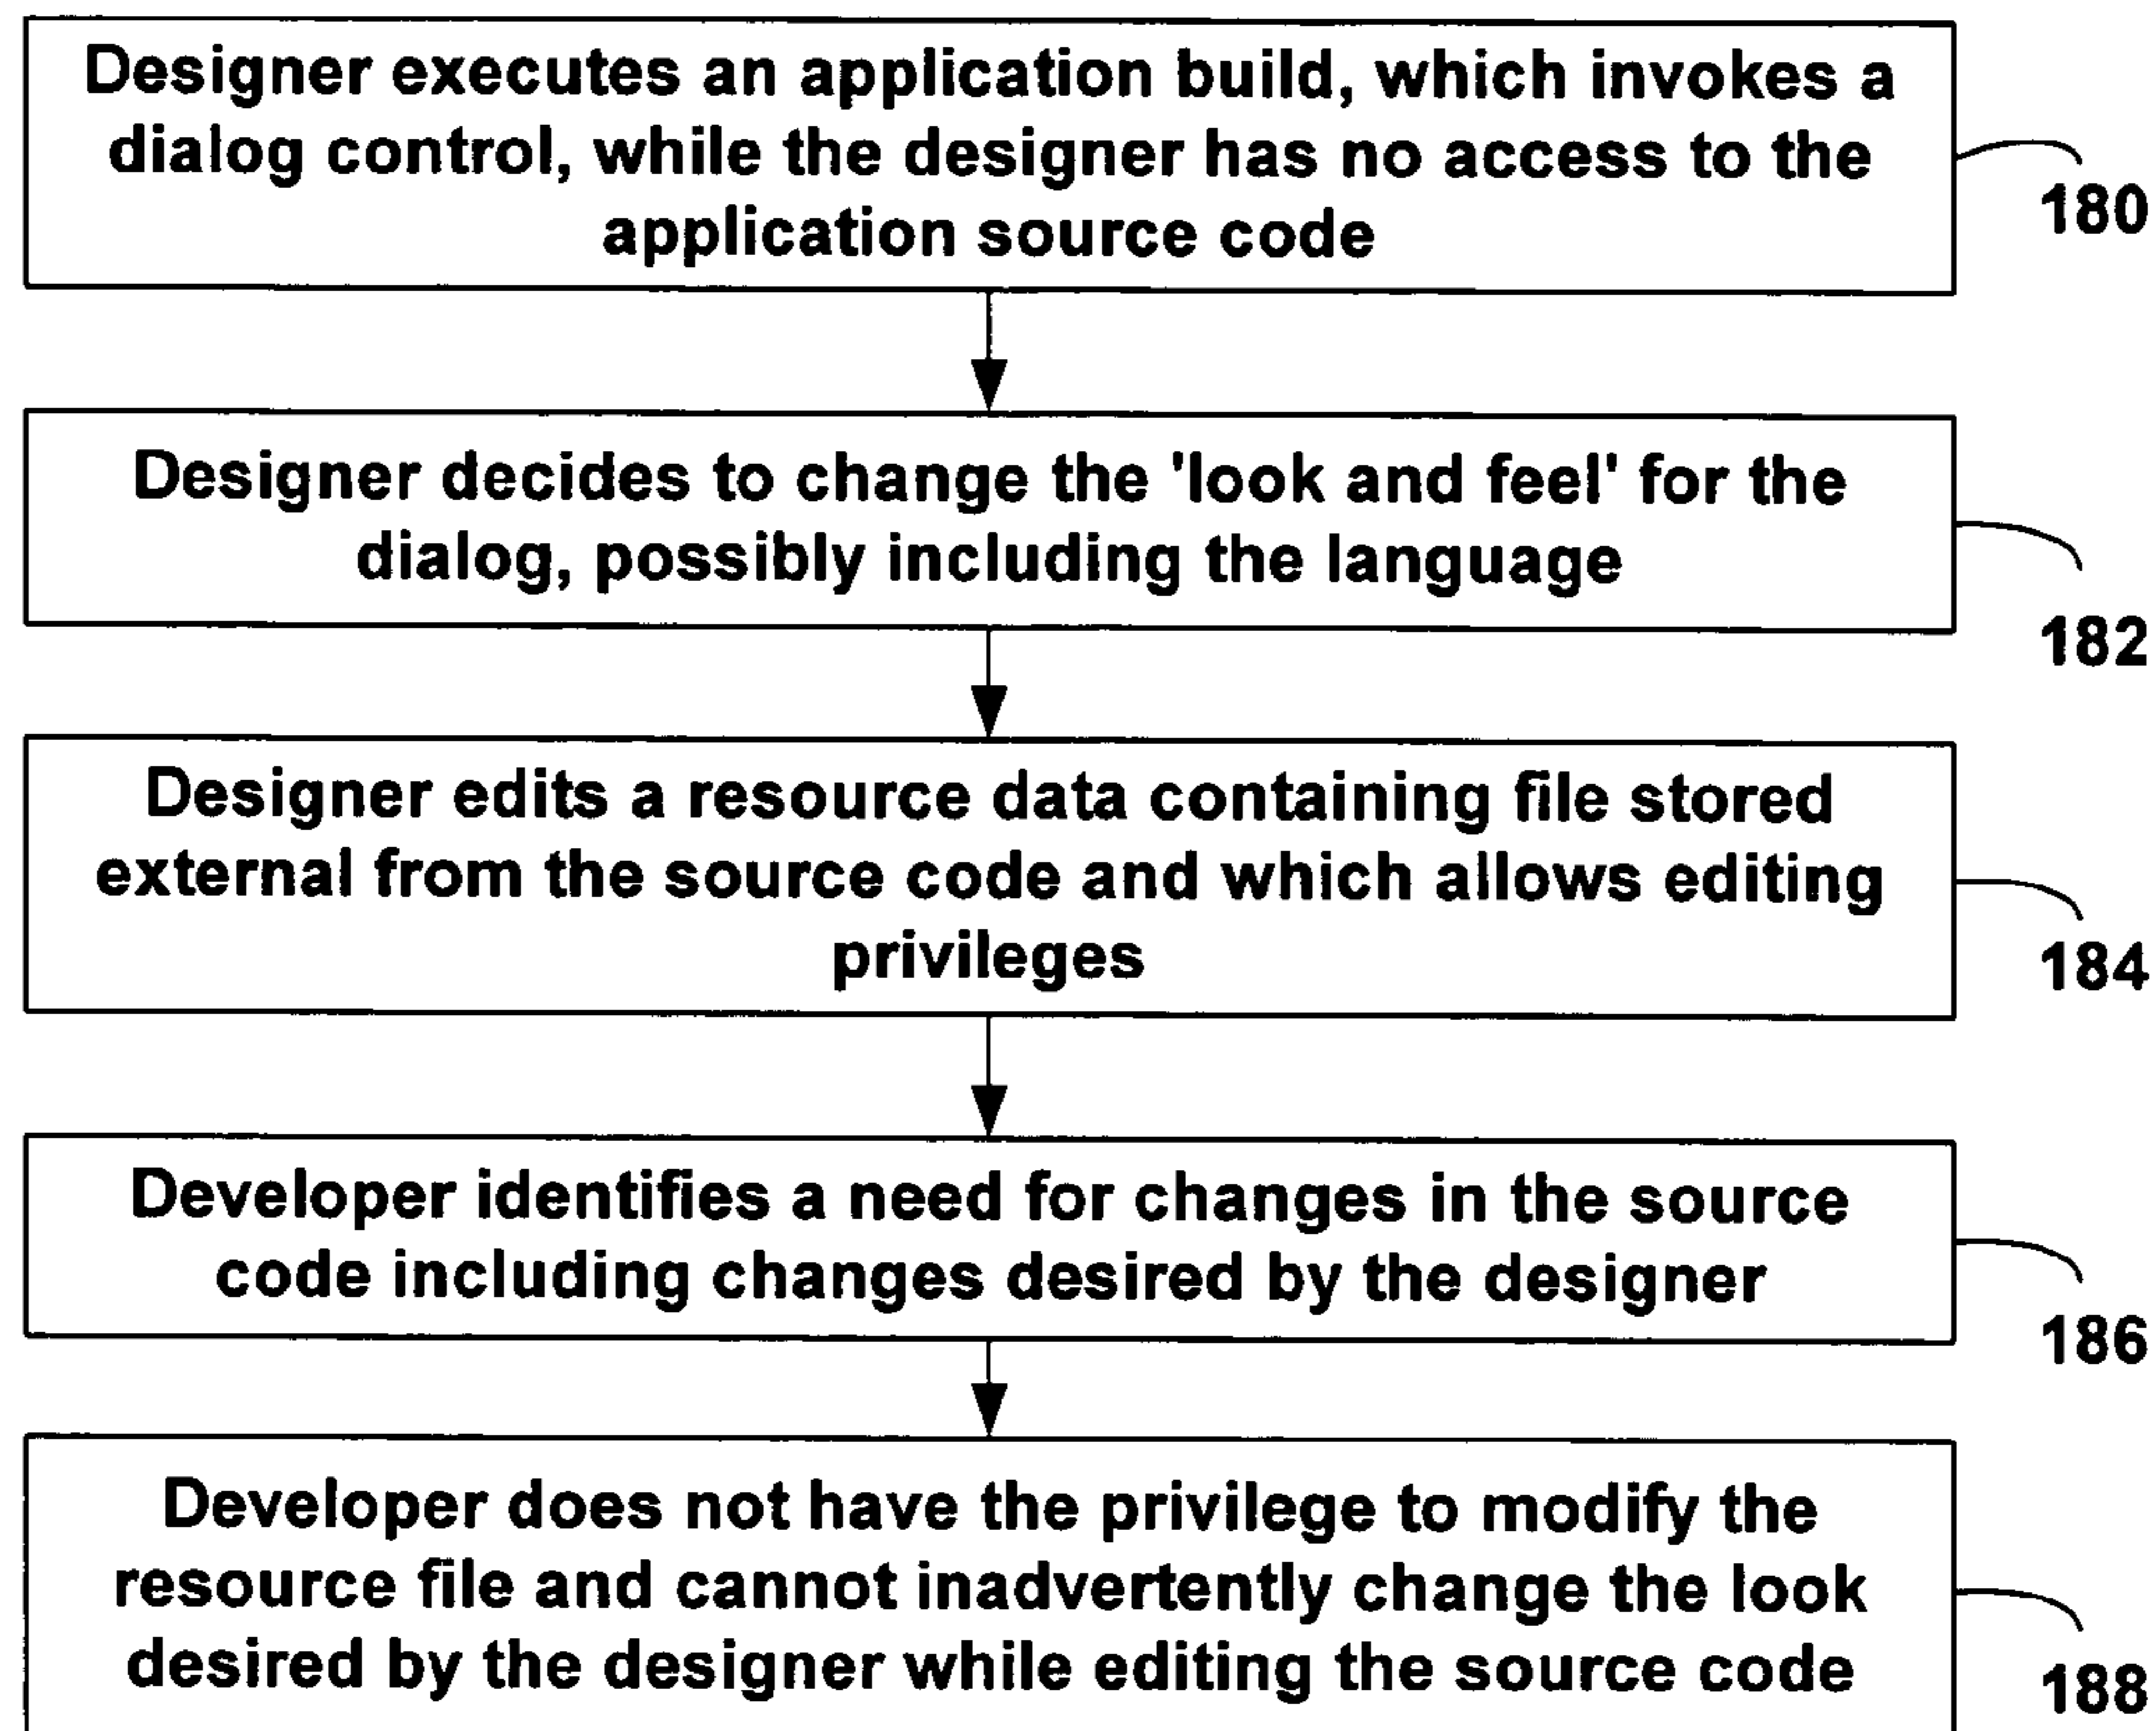 Designer executes an application build, which invokes a
dialog control, while the designer has no access to the
application source code
180
Designer decides to change the 'look and feel' for the
dialog, possibly including the language
182
Designer edits a resource data containing file stored
external from the source code and which allows editing
privileges
184
Developer identifies a need for changes in the source
code including changes desired by the designer
186
Developer does not have the privilege to modify the
resource file and cannot inadvertently change the look
desired by the designer while editing the source code
188